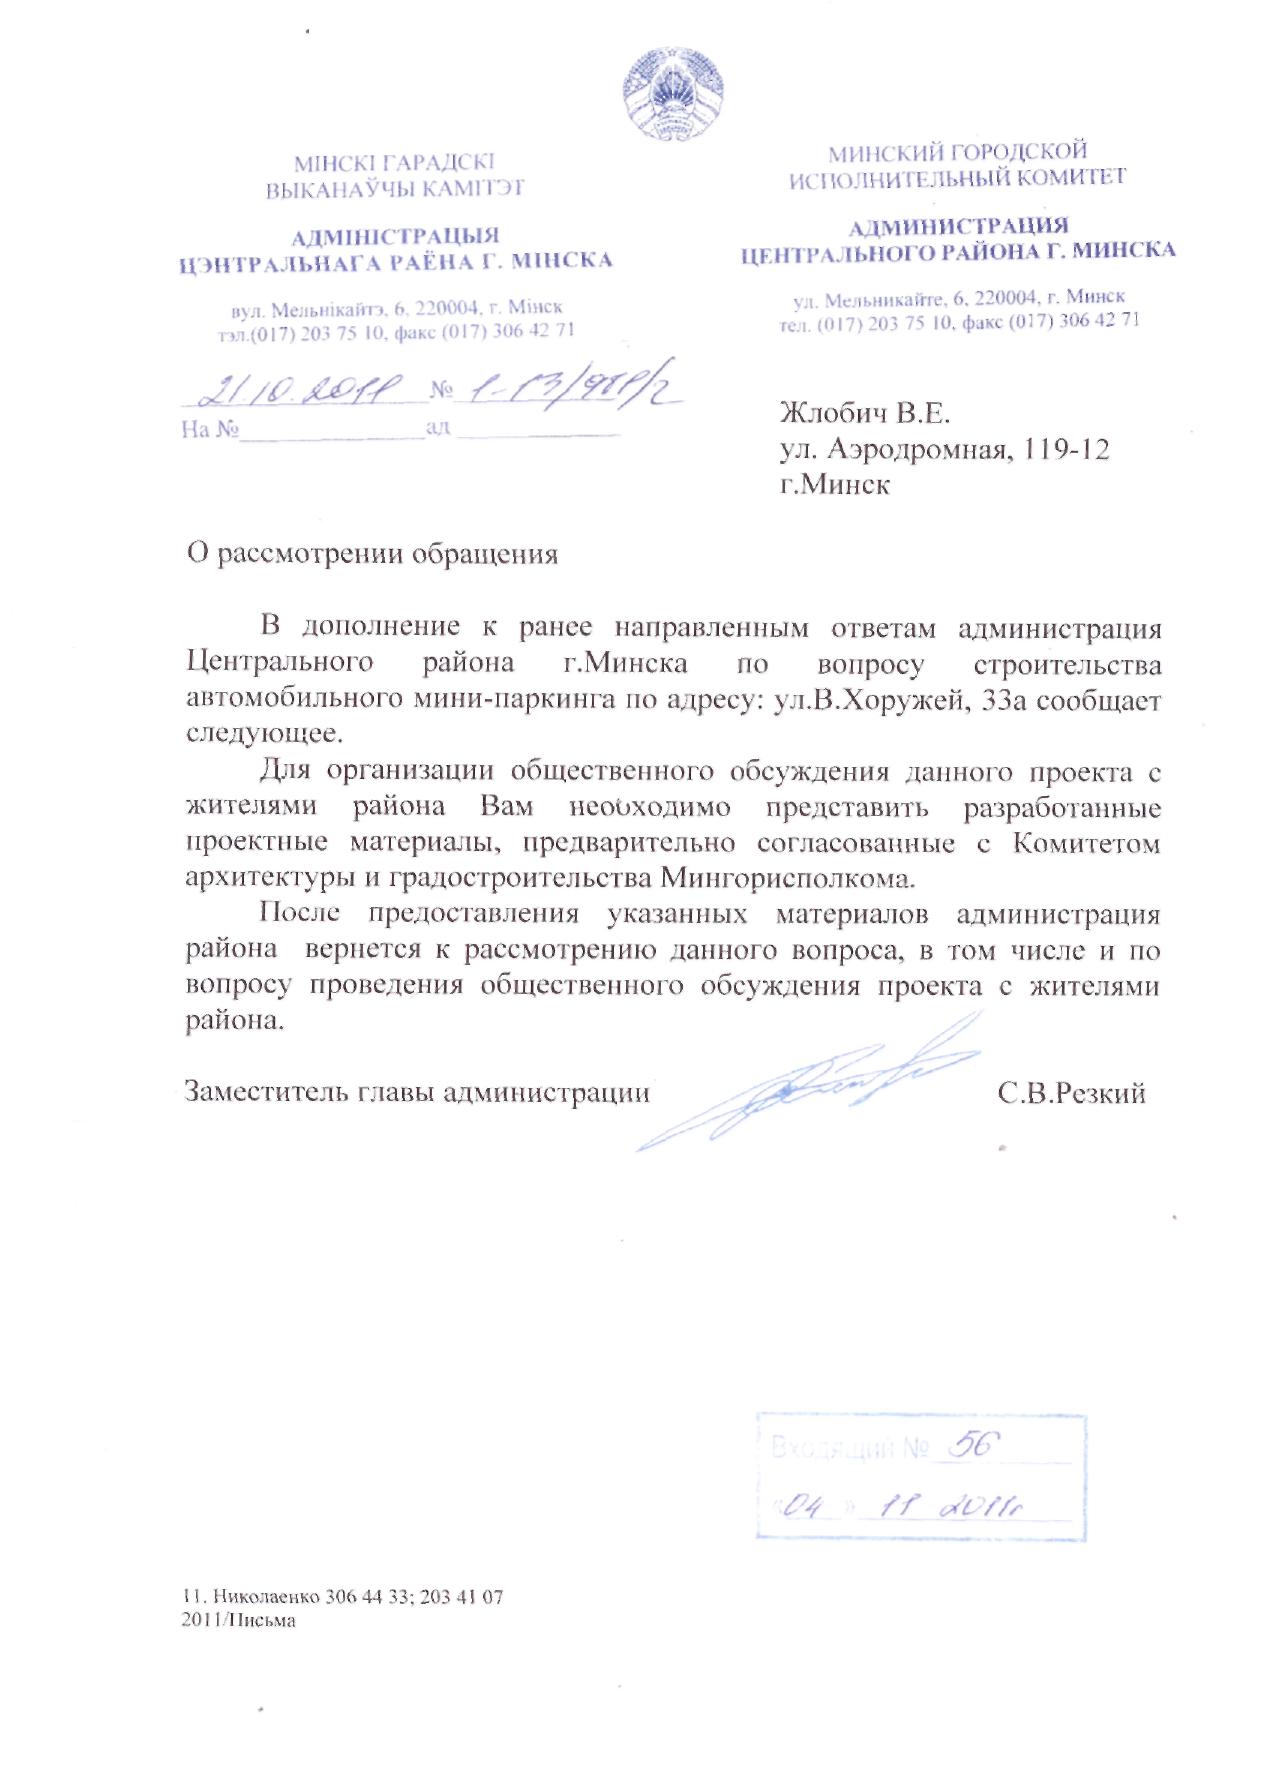 МІНСКІ ГАРАДСКІ
ВЫКАНАЎЧЫ КАМІТЭТ
АДМІНІСТРАЦЫЯ
ЦЭНТРАЛЬНАГА РАЁНА Г. МІНСКА
вул. Мельнікайтэ, 6, 220004, г. Мінск
тэл.(017) 203 75 10, факс (017) 306 42 71
21.10.2011 №
На № ад
МИНСКИЙ ГОРОДСКОЙ
ИСПОЛНИТЕЛЬНЫЙ КОМИТЕТ
АДМИНИСТРАЦИЯ
ЦЕНТРАЛЬНОГО РАЙОНА Г. МИНСКА
ул. Мельникайте, 6, 220004, г. Минск
тел. (017) 203 75 10, факс (017) 306 42 71
Жлобич В.Е.
ул. Аэродромная, 119-12
г.Минск
О рассмотрении обращения
В дополнение к ранее направленным ответам администрация
Центрального района г.Минска по вопросу строительства
автомобильного мини-паркинга по адресу: ул.В.Хоружей, 33а сообщает
следующее.
Для организации общественного обсуждения данного проекта с
жителями района Вам необходимо представить разработанные
проектные материалы, предварительно согласованные с Комитетом
архитектуры и градостроительства Мингорисполкома.
После предоставления указанных материалов администрация
района вернется к рассмотрению данного вопроса, в том числе и по
вопросу проведения общественного обсуждения проекта с жителями
района.
Заместитель главы администрации С.В.Резкий
Входящий № 56
«04» 11 2011г
11. Николаенко 306 44 33; 203 41 07
2011/Письма